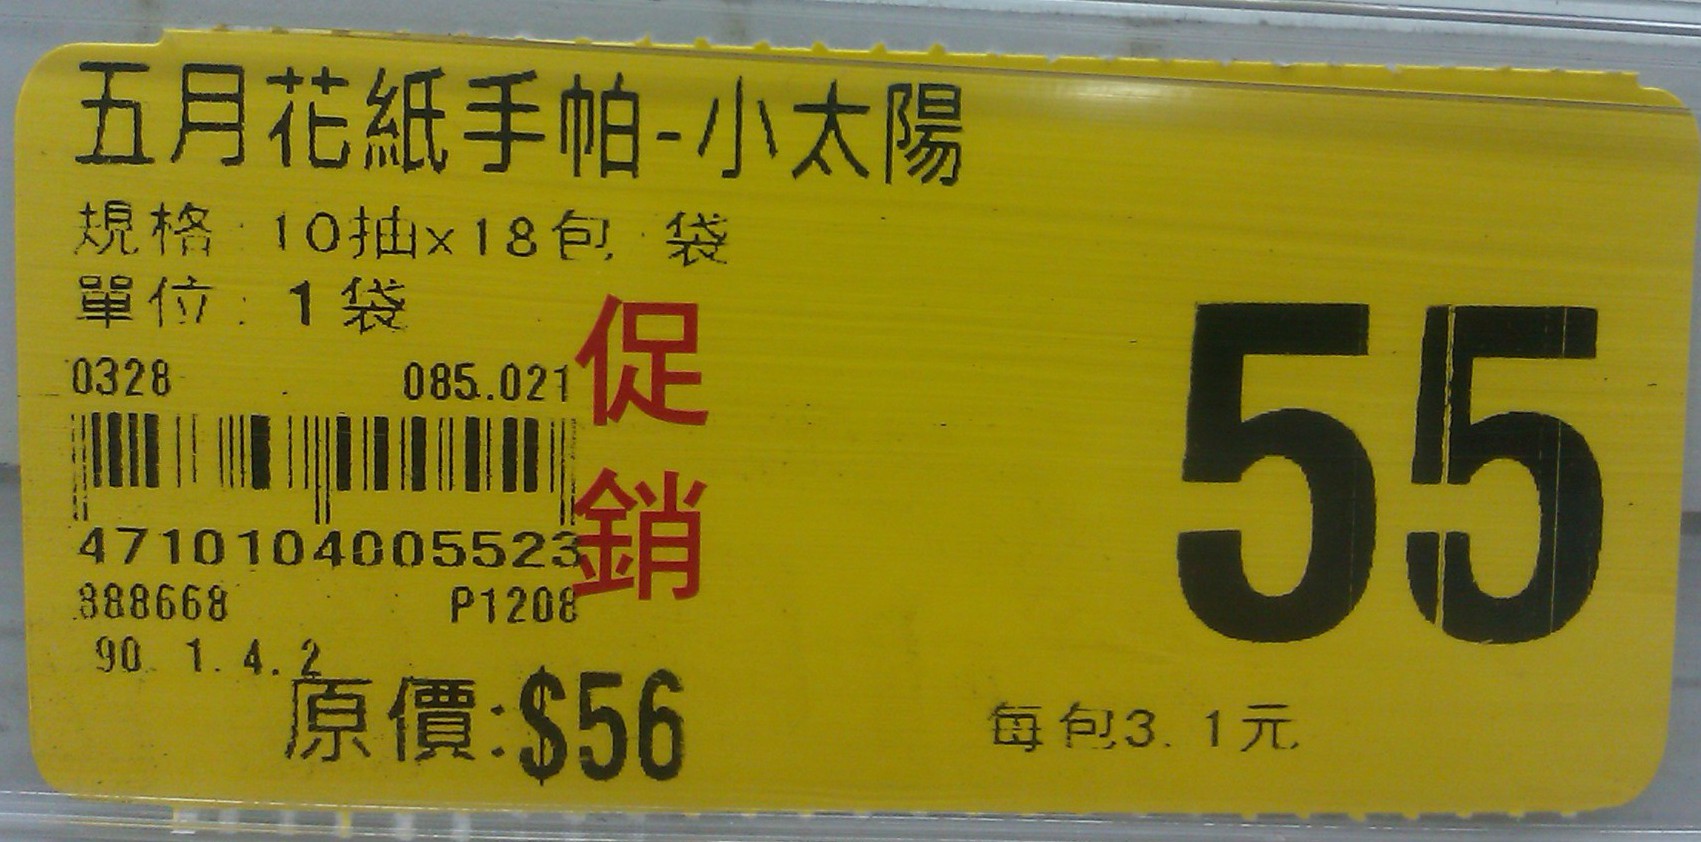 五月花紙手帕-小太陽
規格:10抽x18包 袋
單位:1袋
0328 085.021
促銷
4710104005523
888668 P1208
90. 1. 4. 2
原價:$56
55
每包3.1元